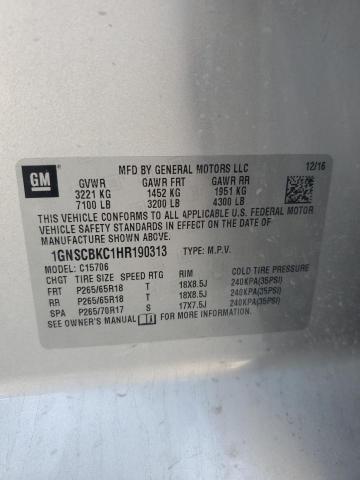 GM
MFD BY GENERAL MOTORS LLC 12/16
GVWR GAWR FRT GAWR RR
3221 KG 1452 KG 1951 KG
7100 LB 3200 LB 4300 LB
THIS VEHICLE CONFORMS TO ALL APPLICABLE U.S. FEDERAL MOTOR
VEHICLE SAFETY STANDARDS IN EFFECT ON THE DATE OF
MANUFACTURE SHOWN ABOVE.
1GNSCBKC1HR190313 TYPE: M.P.V.
MODEL: C15706
CHGT TIRE SIZE SPEED RTG RIM COLD TIRE PRESSURE
FRT P265/65R18 T 18X8.5J 240KPA(35PSI)
RR P265/65R18 T 18X8.5J 240KPA(35PSI)
SPA P265/70R17 S 17X7.5J 240KPA(35PSI)
SEE OWNER'S MANUAL FOR MORE INFORMATION.